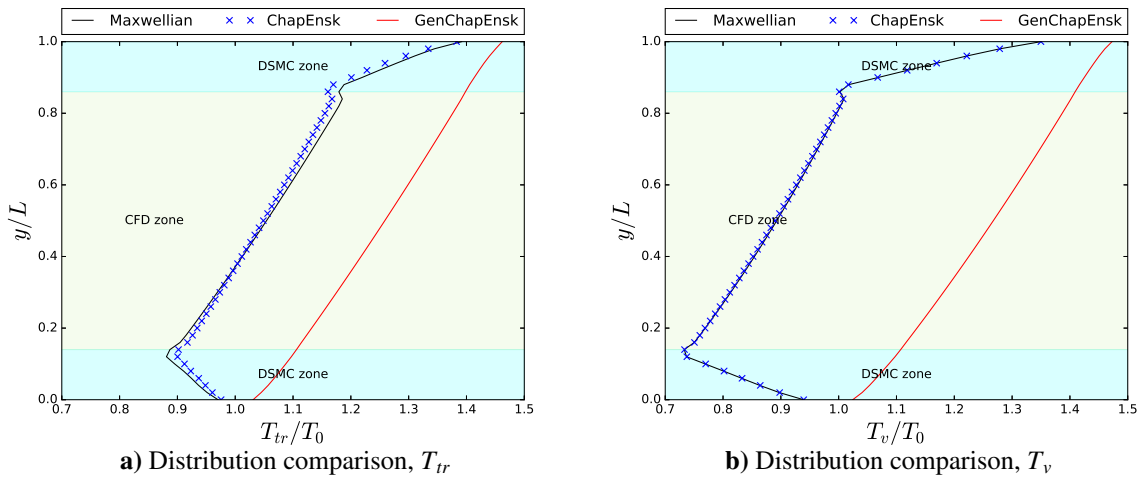 Maxwellian ChapEnsk GenChapEnsk
1.0
0.8
0.6
0.4
0.2
0.0
y/L
DSMC zone
CFD zone
DSMC zone
0.7 0.8 0.9 1.0 1.1 1.2 1.3 1.4 1.5
T_{tr}/T_0
a) Distribution comparison, T_{tr}
Maxwellian ChapEnsk GenChapEnsk
1.0
0.8
0.6
0.4
0.2
0.0
y/L
DSMC zone
CFD zone
DSMC zone
0.7 0.8 0.9 1.0 1.1 1.2 1.3 1.4 1.5
T_v/T_0
b) Distribution comparison, T_v